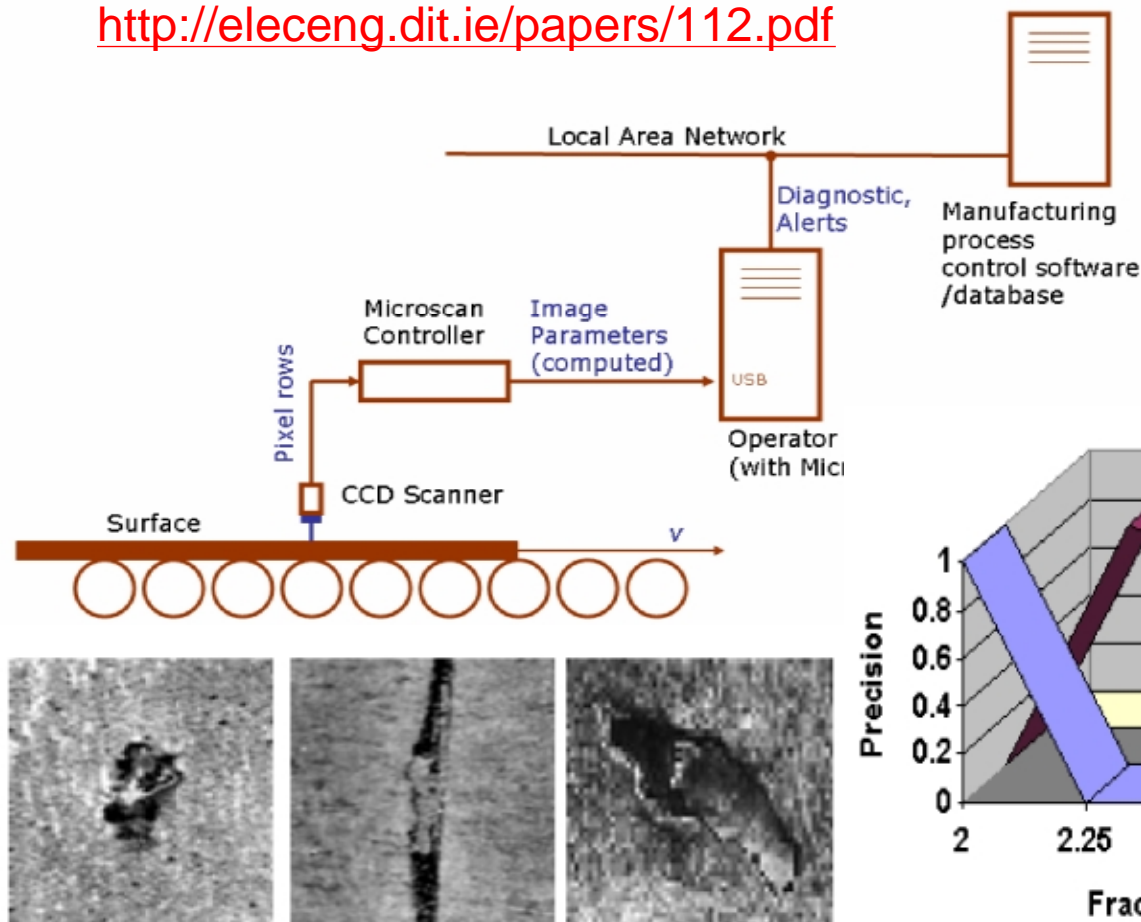 http://eleceng.dit.ie/papers/112.pdf
Local Area Network
Diagnostic,
Alerts
Manufacturing
process
control software
/database
Microscan
Controller
Image
Parameters
(computed)
USB
Pixel rows
Operator
(with
CCD Scanner
Surface
v
Precision
1
0.8
0.6
0.4
0.2
0
2
2.25